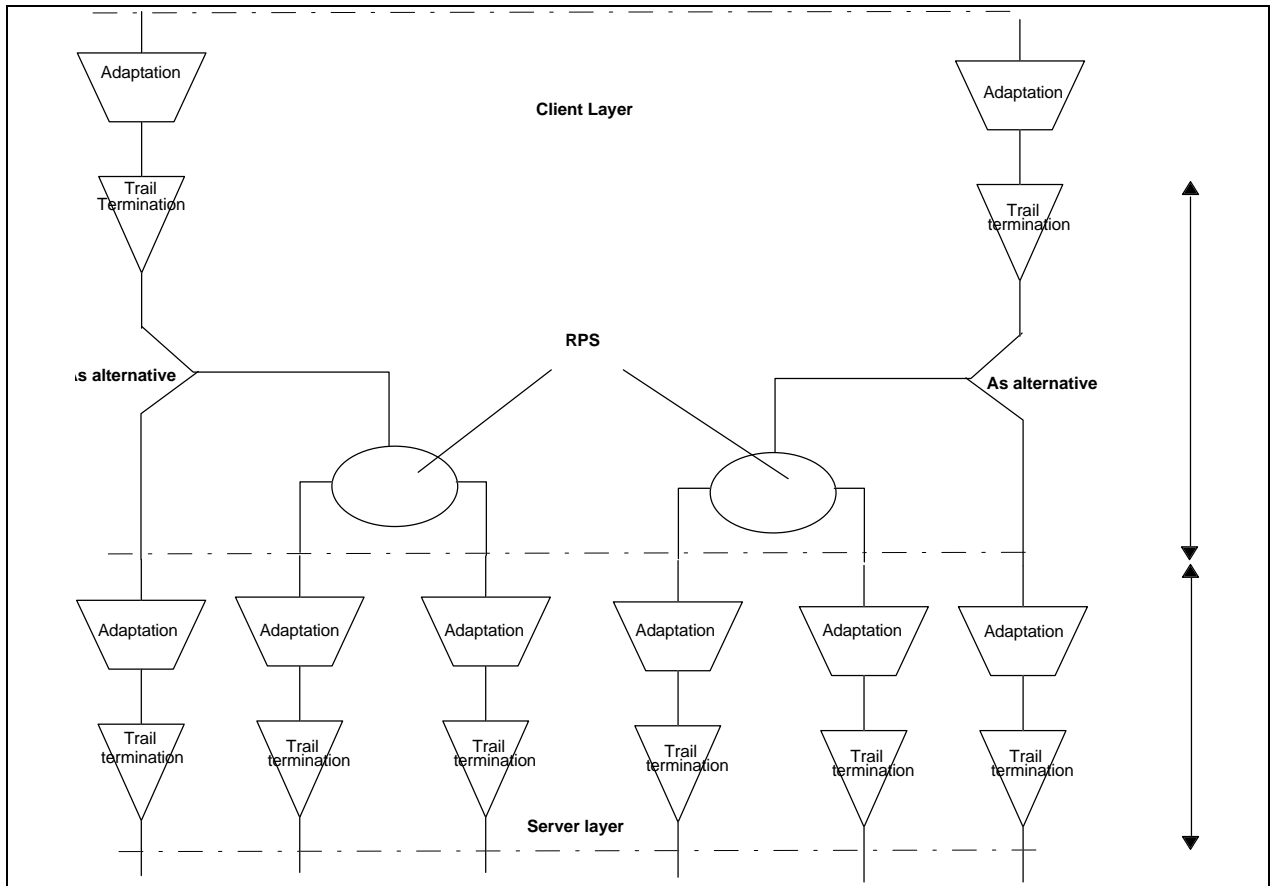 Adaptation
Adaptation
Client Layer
Trail
Termination
Trail
termination
RPS
s alternative
As alternative
Adaptation
Adaptation
Adaptation
Adaptation
Adaptation
Adaptation
Trail
termination
Trail
termination
Trail
termination
Trail
termination
Trail
termination
Trail
termination
Server layer